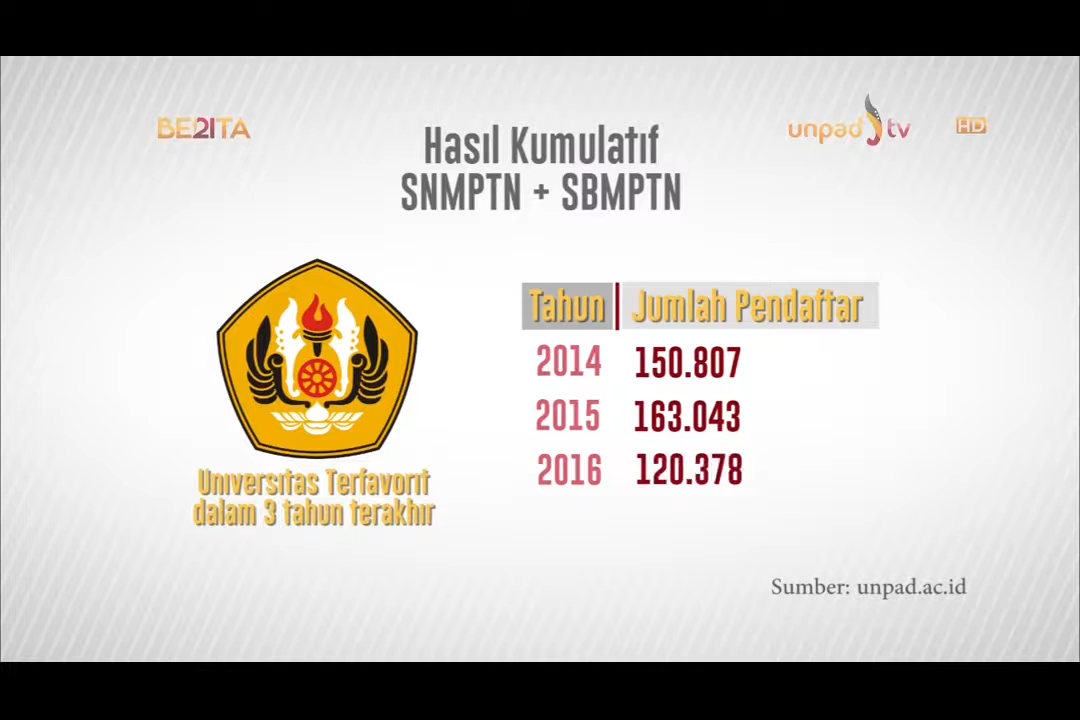 BE21TA
unpad tv
HD
Hasil Kumulatif
SNMPTN + SBMPTN
Tahun Jumlah Pendaftar
2014 150.807
2015 163.043
2016 120.378
Universitas Terfavorit
dalam 3 tahun terakhir
Sumber: unpad.ac.id